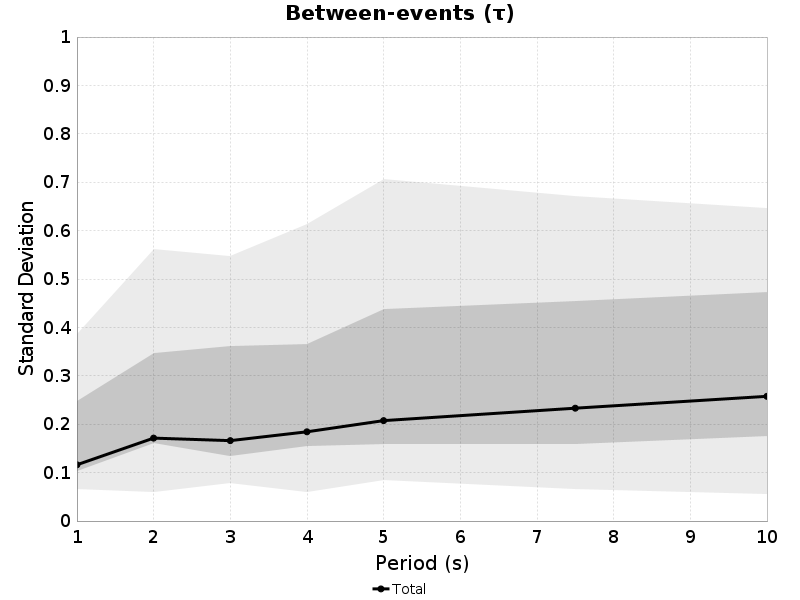 Between-events (τ)
1
0.9
0.8
0.7
0.6
0.5
0.4
0.3
0.2
0.1
0
Standard Deviation
1 2 3 4 5 6 7 8 9 10
Period (s)
Total